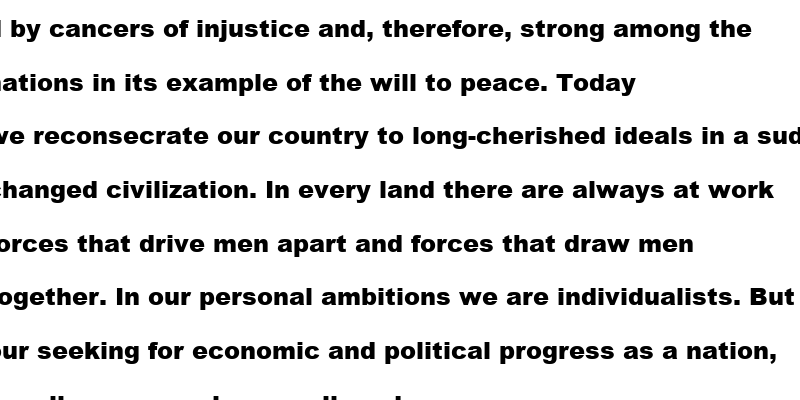 by cancers of injustice and, therefore, strong among the
nations in its example of the will to peace. Today
we reconsecrate our country to long-cherished ideals in a
changed civilization. In every land there are always at work
forces that drive men apart and forces that draw men
together. In our personal ambitions we are individualists. But
our seeking for economic and political progress as a nation,